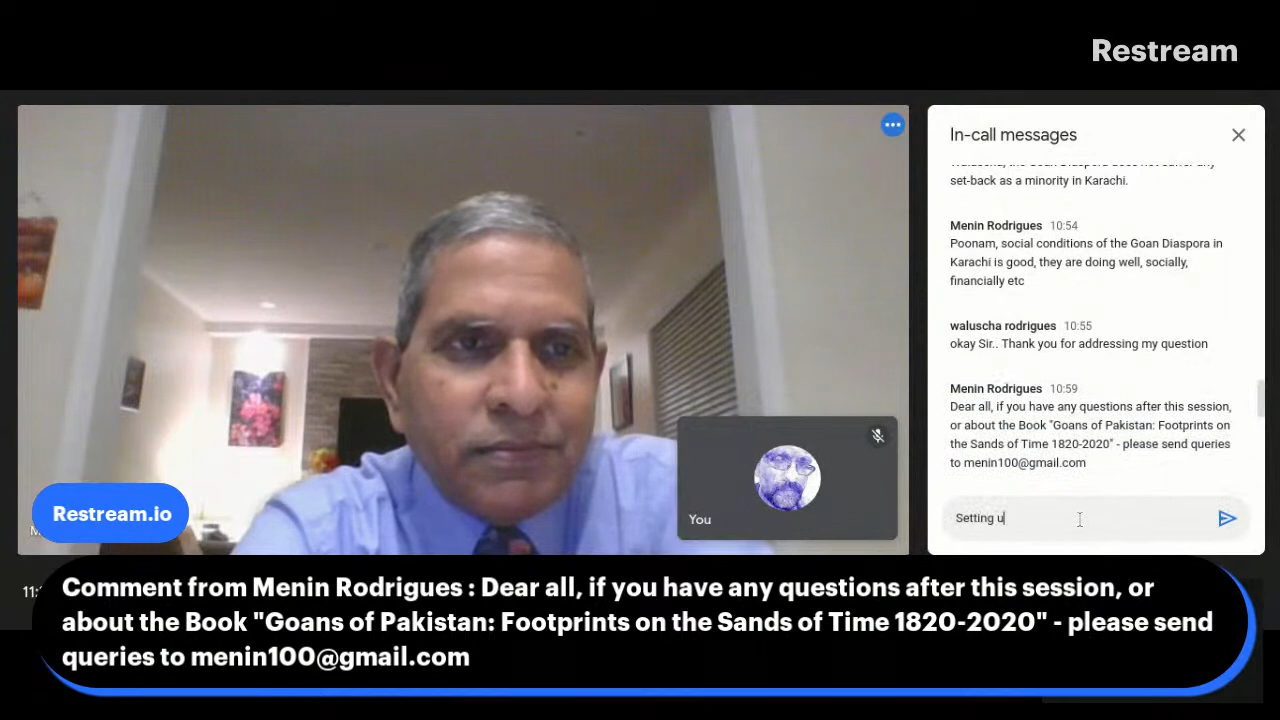 Restream
In-call messages
set-back as a minority in Karachi.
Menin Rodrigues 10:54
Poonam, social conditions of the Goan Diaspora in
Karachi is good, they are doing well, socially,
financially etc
waluscha rodrigues 10:55
okay Sir.. Thank you for addressing my question
Menin Rodrigues 10:59
Dear all, if you have any questions after this session,
or about the Book "Goans of Pakistan: Footprints on
the Sands of Time 1820-2020" - please send queries
to menin100@gmail.com
Setting u
You
Restream.io
Comment from Menin Rodrigues : Dear all, if you have any questions after this session, or
about the Book "Goans of Pakistan: Footprints on the Sands of Time 1820-2020" - please send
queries to menin100@gmail.com